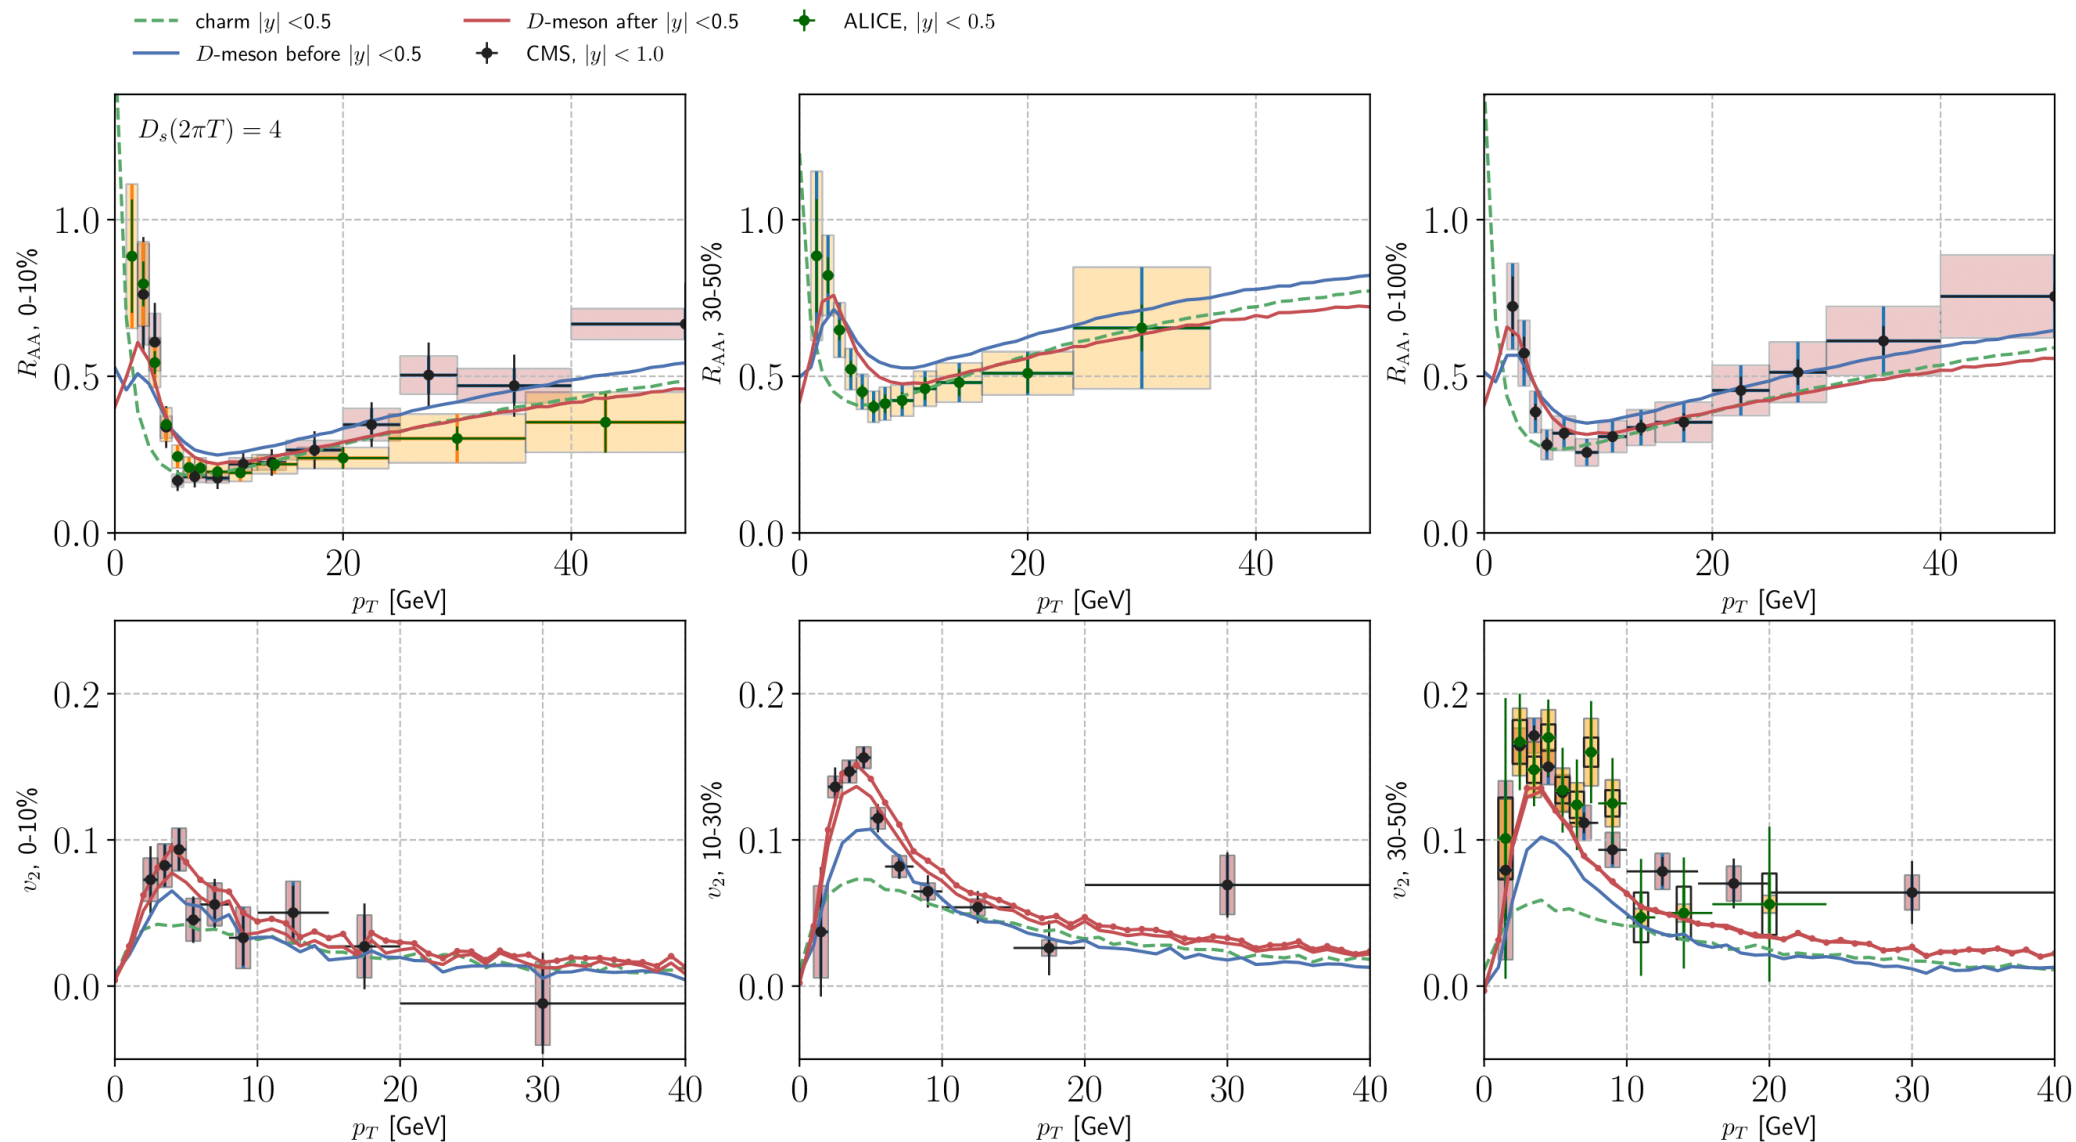 charm |y| <0.5 D-meson after |y| <0.5 ALICE, |y| < 0.5
D-meson before |y| <0.5 CMS, |y| < 1.0
D_s(2πT) = 4
R_AA, 0-10%
1.0
0.5
0.0
0 20 40
p_T [GeV]
R_AA, 30-50%
1.0
0.5
0.0
0 20 40
p_T [GeV]
R_AA, 0-100%
1.0
0.5
0.0
0 20 40
p_T [GeV]
v_2, 0-10%
0.2
0.1
0.0
0 10 20 30 40
p_T [GeV]
v_2, 10-30%
0.2
0.1
0.0
0 10 20 30 40
p_T [GeV]
v_2, 30-50%
0.2
0.1
0.0
0 10 20 30 40
p_T [GeV]